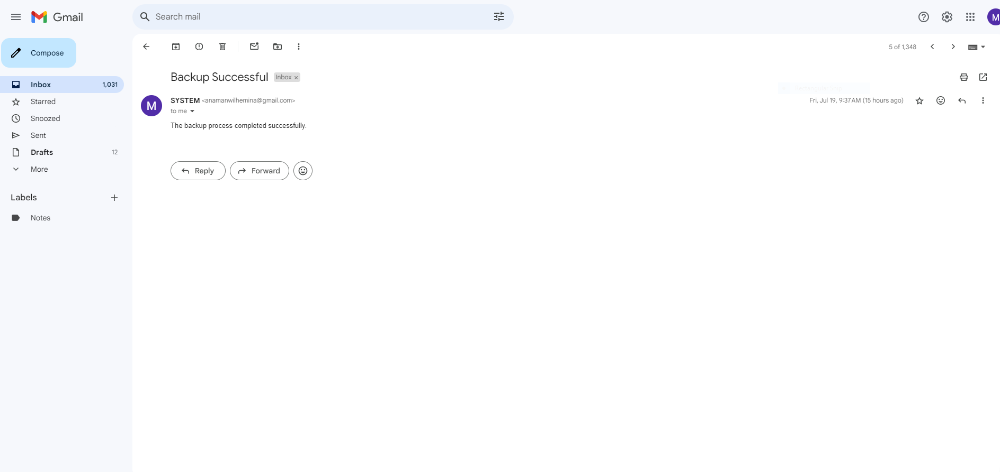 Gmail
Search mail
M
Compose
5 of 1,348
Backup Successful Inbox ×
Inbox 1,031
Starred
Snoozed
Sent
Drafts 12
More
Labels
Notes
M
SYSTEM <anamanwilhemina@gmail.com>
Fri, Jul 19, 9:37 AM (15 hours ago)
to me
The backup process completed successfully.
Reply
Forward